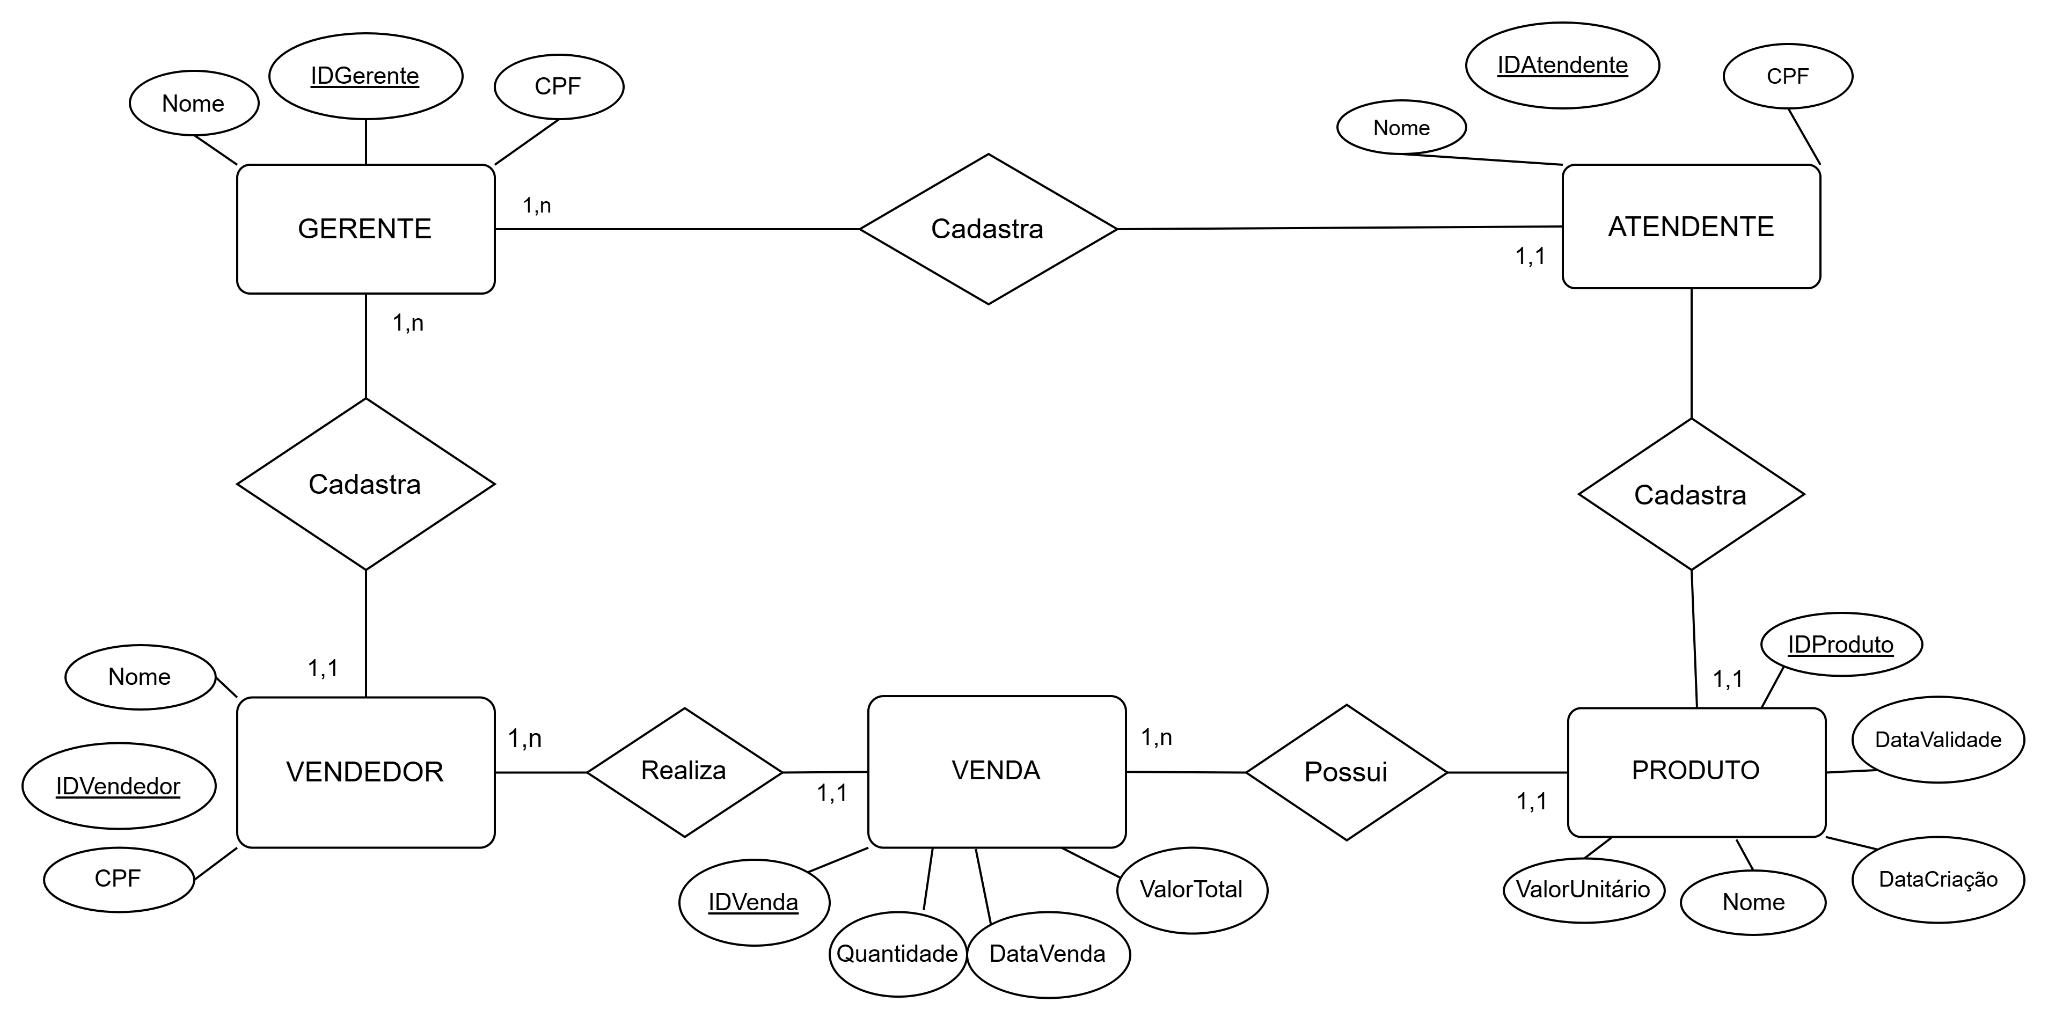 IDGerente
Nome
CPF
IDAtendente
CPF
Nome
GERENTE
1,n
Cadastra
1,1
ATENDENTE
1,n
Cadastra
Cadastra
1,1
1,1
Nome
IDVendedor
CPF
VENDEDOR
1,n
Realiza
1,1
VENDA
1,n
Possui
1,1
PRODUTO
IDProduto
DataValidade
DataCriação
Nome
ValorUnitário
IDVenda
Quantidade
DataVenda
ValorTotal